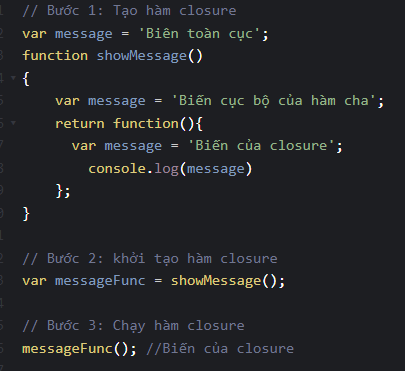 // Bước 1: Tạo hàm closure
var message = 'Biên toàn cục';
function showMessage()
{
    var message = 'Biến cục bộ của hàm cha';
    return function(){
      var message = 'Biến của closure';
        console.log(message)
    };
}
// Bước 2: khởi tạo hàm closure
var messageFunc = showMessage();
// Bước 3: Chạy hàm closure
messageFunc(); //Biến của closure